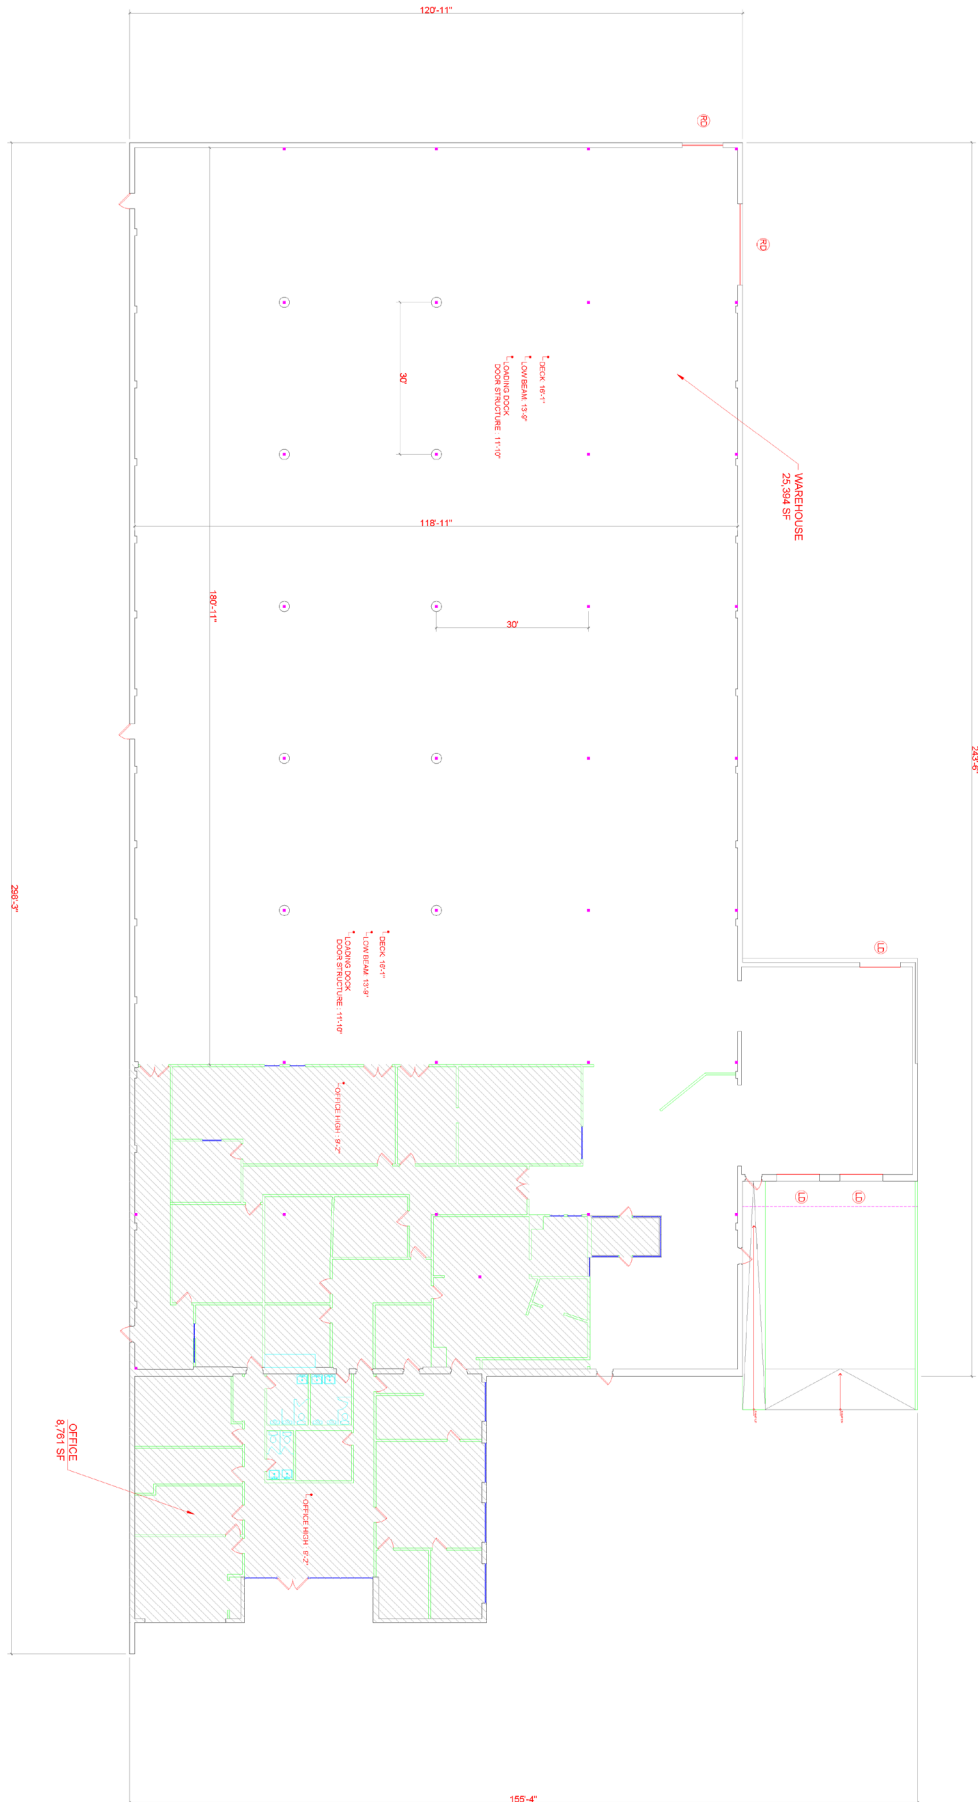 120'-11"
RD
RD
DECK: 16'-1"
LOW BEAM: 13'-9"
LOADING DOCK
DOOR STRUCTURE : 11'-10"
30'
WAREHOUSE
25,394 SF
118'-11"
180'-11"
30'
243'-6"
298'-3"
LD
DECK: 16'-1"
LOW BEAM: 13'-9"
LOADING DOCK
DOOR STRUCTURE : 11'-10"
OFFICE HIGH : 9'-2"
LD
LD
OFFICE
8,761 SF
OFFICE HIGH : 9'-2"
155'-4"